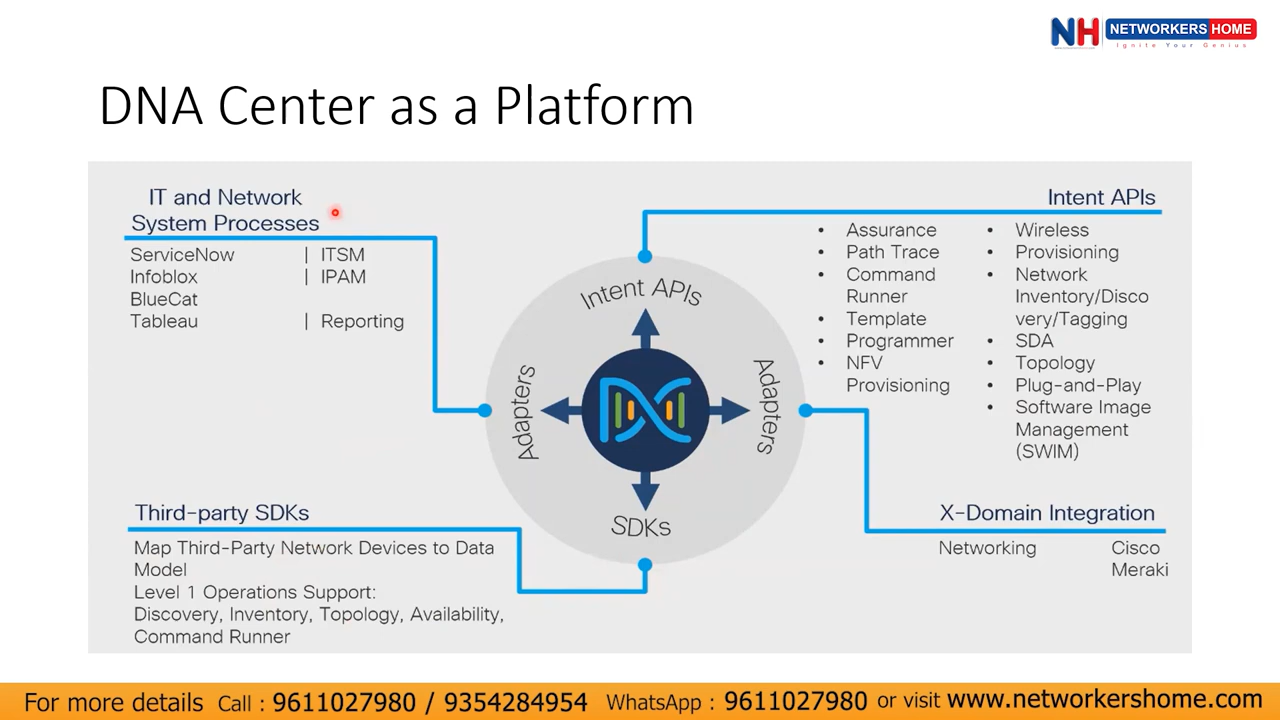 NH NETWORKERS HOME
Ignite Your Genius
DNA Center as a Platform
IT and Network
System Processes
ServiceNow | ITSM
Infoblox | IPAM
BlueCat
Tableau | Reporting
Third-party SDKs
Map Third-Party Network Devices to Data
Model
Level 1 Operations Support:
Discovery, Inventory, Topology, Availability,
Command Runner
Intent APIs
Adapters
Adapters
SDKs
Intent APIs
• Assurance
• Path Trace
• Command
Runner
• Template
• Programmer
• NFV
Provisioning
• Wireless
• Provisioning
• Network
Inventory/Disco
very/Tagging
• SDA
• Topology
• Plug-and-Play
• Software Image
Management
(SWIM)
X-Domain Integration
Networking Cisco
Meraki
For more details Call : 9611027980 / 9354284954 WhatsApp : 9611027980 or visit www.networkershome.com